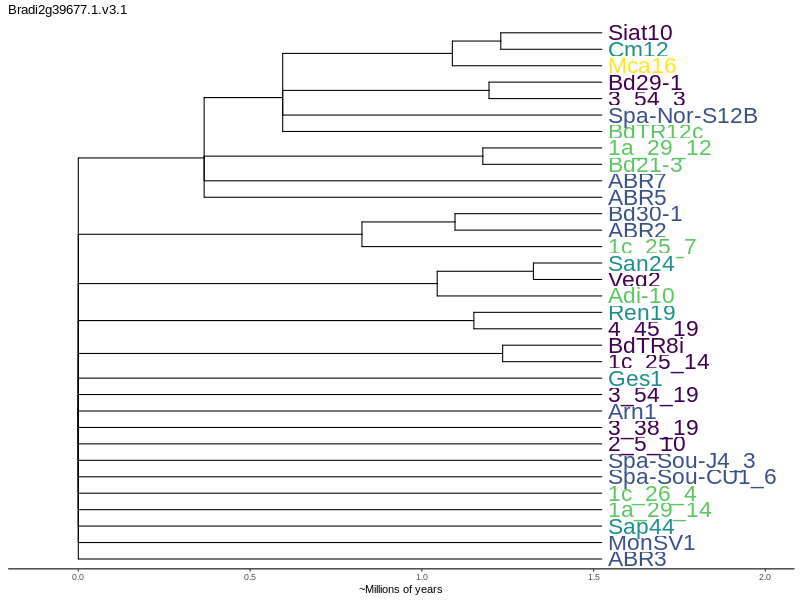 Bradi2g39677.1.v3.1
Siat10
Cm12
Mca16
Bd29-1
3_54_3
Spa-Nor-S12B
BdTR12c
1a_29_12
Bd21-3
ABR7
ABR5
Bd30-1
ABR2
1c_25_7
San24
Veg2
Adi-10
Ren19
4_45_19
BdTR8i
1c_25_14
Ges1
3_54_19
Arn1
3_38_19
2_5_10
Spa-Sou-J4_3
Spa-Sou-CU1_6
1c_26_4
1a_29_14
Sap44
MonSV1
ABR3
0.0 0.5 1.0 1.5 2.0
~Millions of years